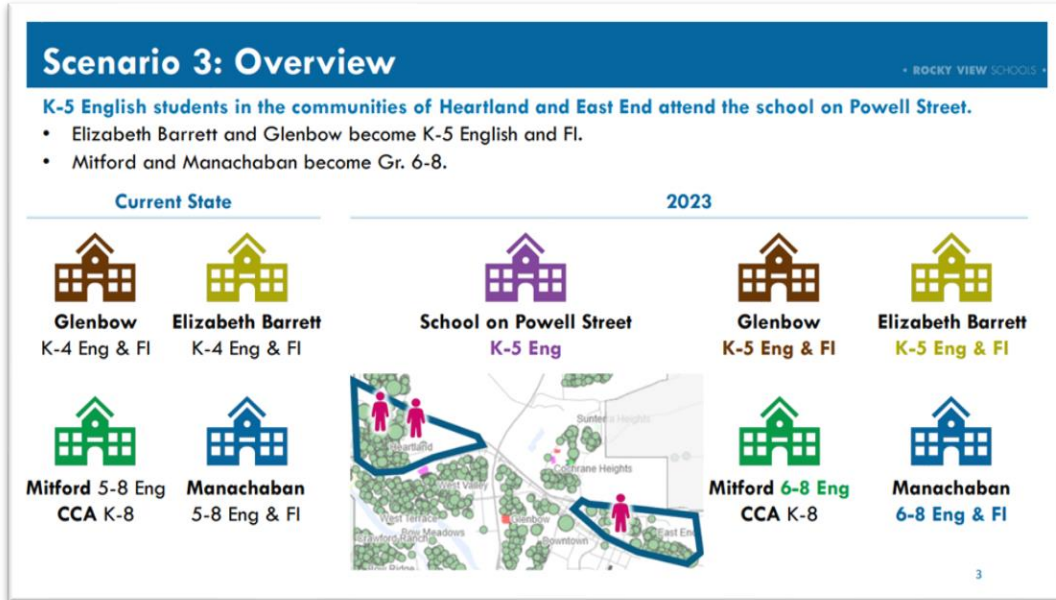 Scenario 3: Overview
• ROCKY VIEW SCHOOLS •
K-5 English students in the communities of Heartland and East End attend the school on Powell Street.
• Elizabeth Barrett and Glenbow become K-5 English and FI.
• Mitford and Manachaban become Gr. 6-8.
Current State
2023
Glenbow
K-4 Eng & FI
Elizabeth Barrett
K-4 Eng & FI
School on Powell Street
K-5 Eng
Glenbow
K-5 Eng & FI
Elizabeth Barrett
K-5 Eng & FI
Mitford 5-8 Eng
CCA K-8
Manachaban
5-8 Eng & FI
Sunterra Heights
Heartland
Cochrane Heights
West Valley
West Terrace
Glenbow
Bow Meadows
Crawford Ranch
Downtown
East End
Bow Ridge
Mitford 6-8 Eng
CCA K-8
Manachaban
6-8 Eng & FI
3